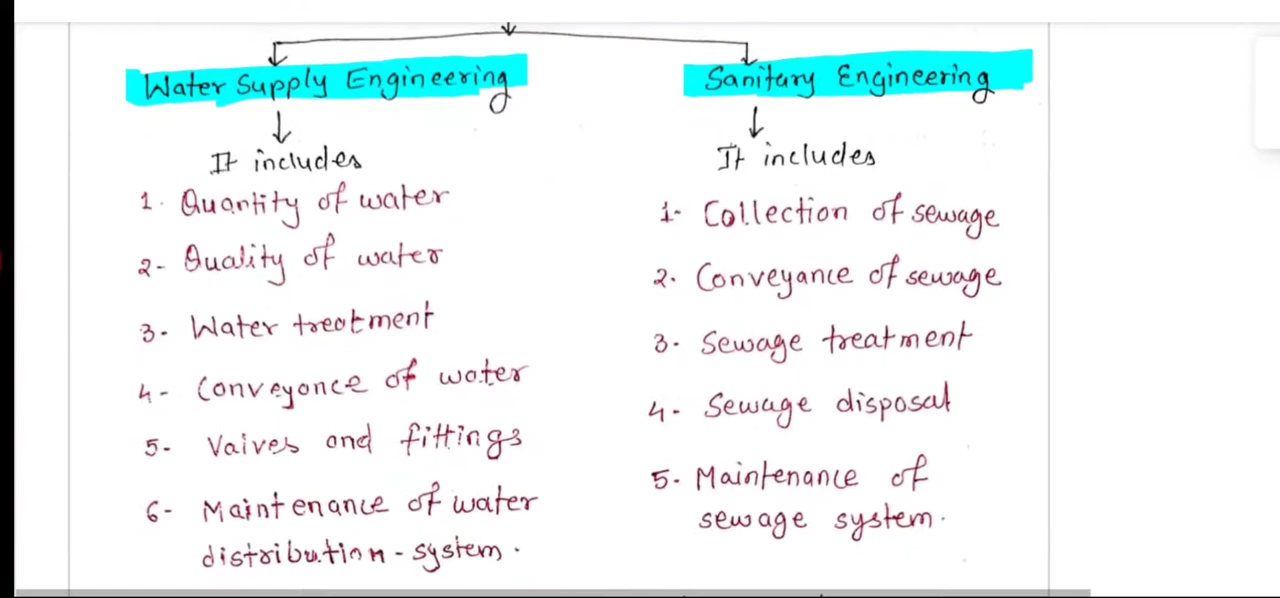 Water Supply Engineering
It includes
1. Quantity of water
2- Quality of water
3- Water treatment
4- Conveyance of water
5- Valves and fittings
6- Maintenance of water
distribution-system.
Sanitary Engineering
It includes
1- Collection of sewage
2. Conveyance of sewage
3- Sewage treatment
4- Sewage disposal
5- Maintenance of
sewage system.